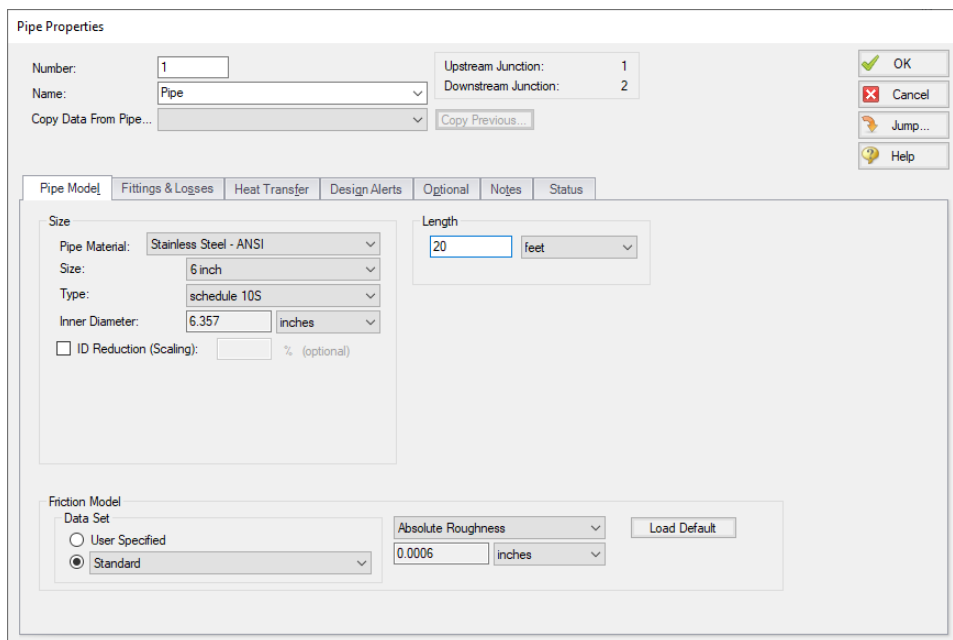 Pipe Properties
Number: 1
Name: Pipe
Copy Data From Pipe... Copy Previous...
Upstream Junction: 1
Downstream Junction: 2
OK
Cancel
Jump...
Help
Pipe Model Fittings & Losses Heat Transfer Design Alerts Optional Notes Status
Size
Pipe Material: Stainless Steel - ANSI
Size: 6 inch
Type: schedule 10S
Inner Diameter: 6.357 inches
ID Reduction (Scaling): % (optional)
Length
20 feet
Friction Model
Data Set
User Specified
Standard
Absolute Roughness
0.0006 inches
Load Default